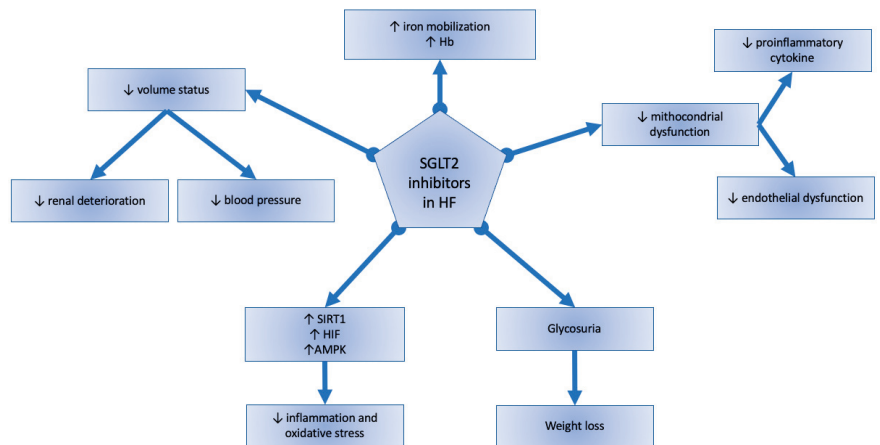 ↑ iron mobilization
↑ Hb
↓ proinflammatory
cytokine
↓ volume status
↓ mithocondrial
dysfunction
SGLT2
inhibitors
in HF
↓ renal deterioration
↓ blood pressure
↓ endothelial dysfunction
↑ SIRT1
↑ HIF
↑AMPK
Glycosuria
↓ inflammation and
oxidative stress
Weight loss